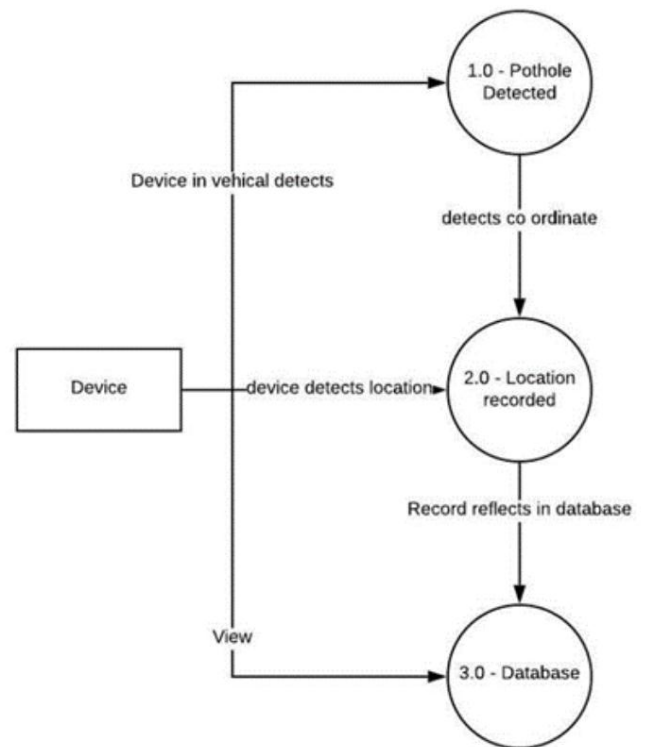 1.0 - Pothole
Detected
Device in vehical detects
detects co ordinate
Device
device detects location
2.0 - Location
recorded
Record reflects in database
View
3.0 - Database